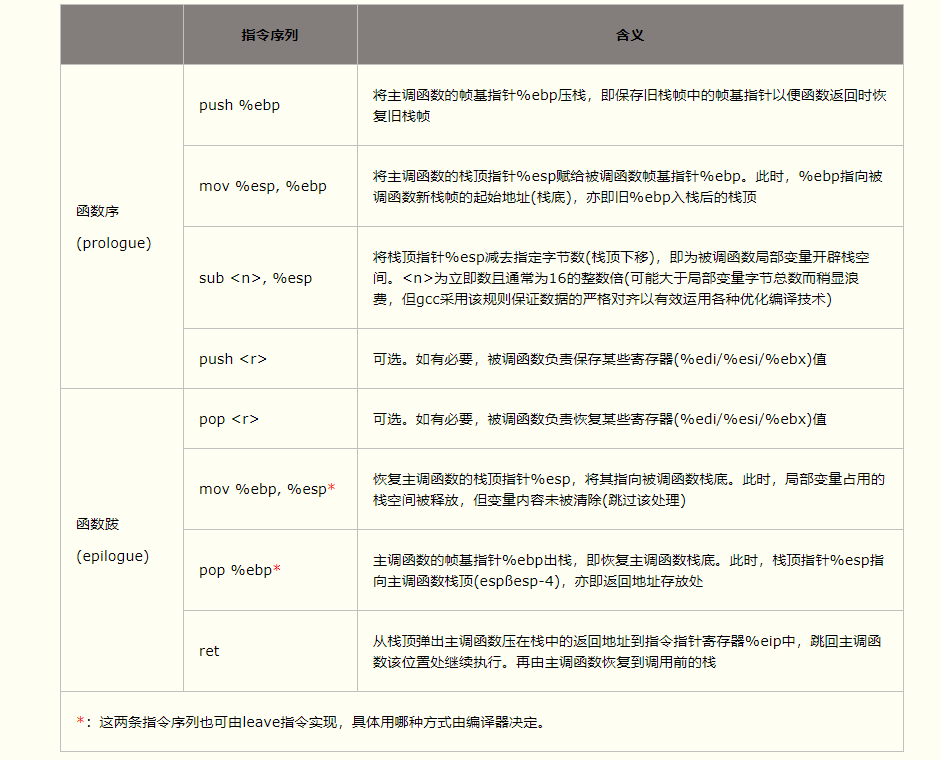 指令序列
含义
函数序
(prologue)
push %ebp
将主调函数的帧基指针%ebp压栈，即保存旧栈帧中的帧基指针以便函数返回时恢
复旧栈帧
mov %esp, %ebp
将主调函数的栈顶指针%esp赋给被调函数帧基指针%ebp。此时，%ebp指向被
调函数新栈帧的起始地址(栈底)，亦即旧%ebp入栈后的栈顶
sub <n>, %esp
将栈顶指针%esp减去指定字节数(栈顶下移)，即为被调函数局部变量开辟栈空
间。<n>为立即数且通常为16的整数倍(可能大于局部变量字节总数而稍显浪
费，但gcc采用该规则保证数据的严格对齐以有效运用各种优化编译技术)
push <r>
可选。如有必要，被调函数负责保存某些寄存器(%edi/%esi/%ebx)值
函数跋
(epilogue)
pop <r>
可选。如有必要，被调函数负责恢复某些寄存器(%edi/%esi/%ebx)值
mov %ebp, %esp*
恢复主调函数的栈顶指针%esp，将其指向被调函数栈底。此时，局部变量占用的
栈空间被释放，但变量内容未被清除(跳过该处理)
pop %ebp*
主调函数的帧基指针%ebp出栈，即恢复主调函数栈底。此时，栈顶指针%esp指
向主调函数栈顶(espßesp-4)，亦即返回地址存放处
ret
从栈顶弹出主调函数压在栈中的返回地址到指令指针寄存器%eip中，跳回主调函
数该位置处继续执行。再由主调函数恢复到调用前的栈
*：这两条指令序列也可由leave指令实现，具体用哪种方式由编译器决定。